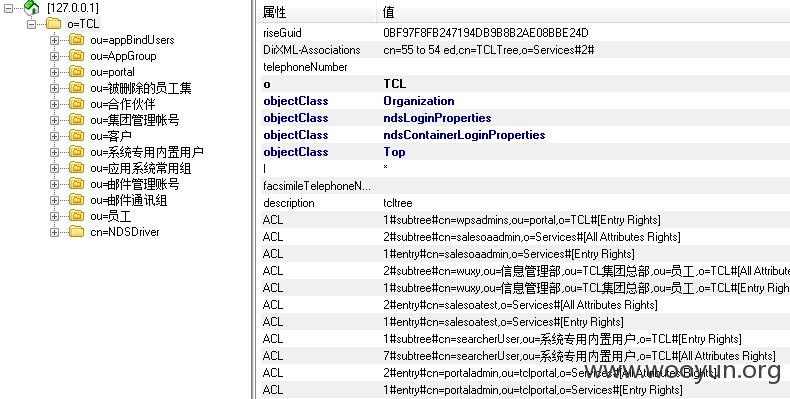 [127.0.0.1]
o=TCL
ou=appBindUsers
ou=AppGroup
ou=portal
ou=被删除的员工集
ou=合作伙伴
ou=集团管理帐号
ou=客户
ou=系统专用内置用户
ou=应用系统常用组
ou=邮件管理账号
ou=邮件通讯组
ou=员工
cn=NDSDriver
属性 值
riseGuid 0BF97F8FB247194DB9B8B2AE08BBE24D
DirXML-Associations cn=55 to 54 ed,cn=TCLTree,o=Services#2#
telephoneNumber
o TCL
objectClass Organization
objectClass ndsLoginProperties
objectClass ndsContainerLoginProperties
objectClass Top
l *
facsimileTelephoneN...
description tcltree
ACL 1#subtree#cn=wpsadmins,ou=portal,o=TCL#[Entry Rights]
ACL 2#subtree#cn=salesoaadmin,o=Services#[All Attributes Rights]
ACL 1#entry#cn=salesoaadmin,o=Services#[Entry Rights]
ACL 2#subtree#cn=wuxy,ou=信息管理部,ou=TCL集团总部,ou=员工,o=TCL#[All Attribute
ACL 1#subtree#cn=wuxy,ou=信息管理部,ou=TCL集团总部,ou=员工,o=TCL#[Entry Righ
ACL 2#entry#cn=salesoatest,o=Services#[All Attributes Rights]
ACL 1#entry#cn=salesoatest,o=Services#[Entry Rights]
ACL 1#subtree#cn=searcherUser,ou=系统专用内置用户,o=TCL#[Entry Rights]
ACL 7#subtree#cn=searcherUser,ou=系统专用内置用户,o=TCL#[All Attributes Rights]
ACL 2#entry#cn=portaladmin,ou=tclportal,o=Services#[All Attributes Rights]
ACL 1#entry#cn=portaladmin,ou=tclportal,o=Services#[Entry Rights]
www.wooyun.org